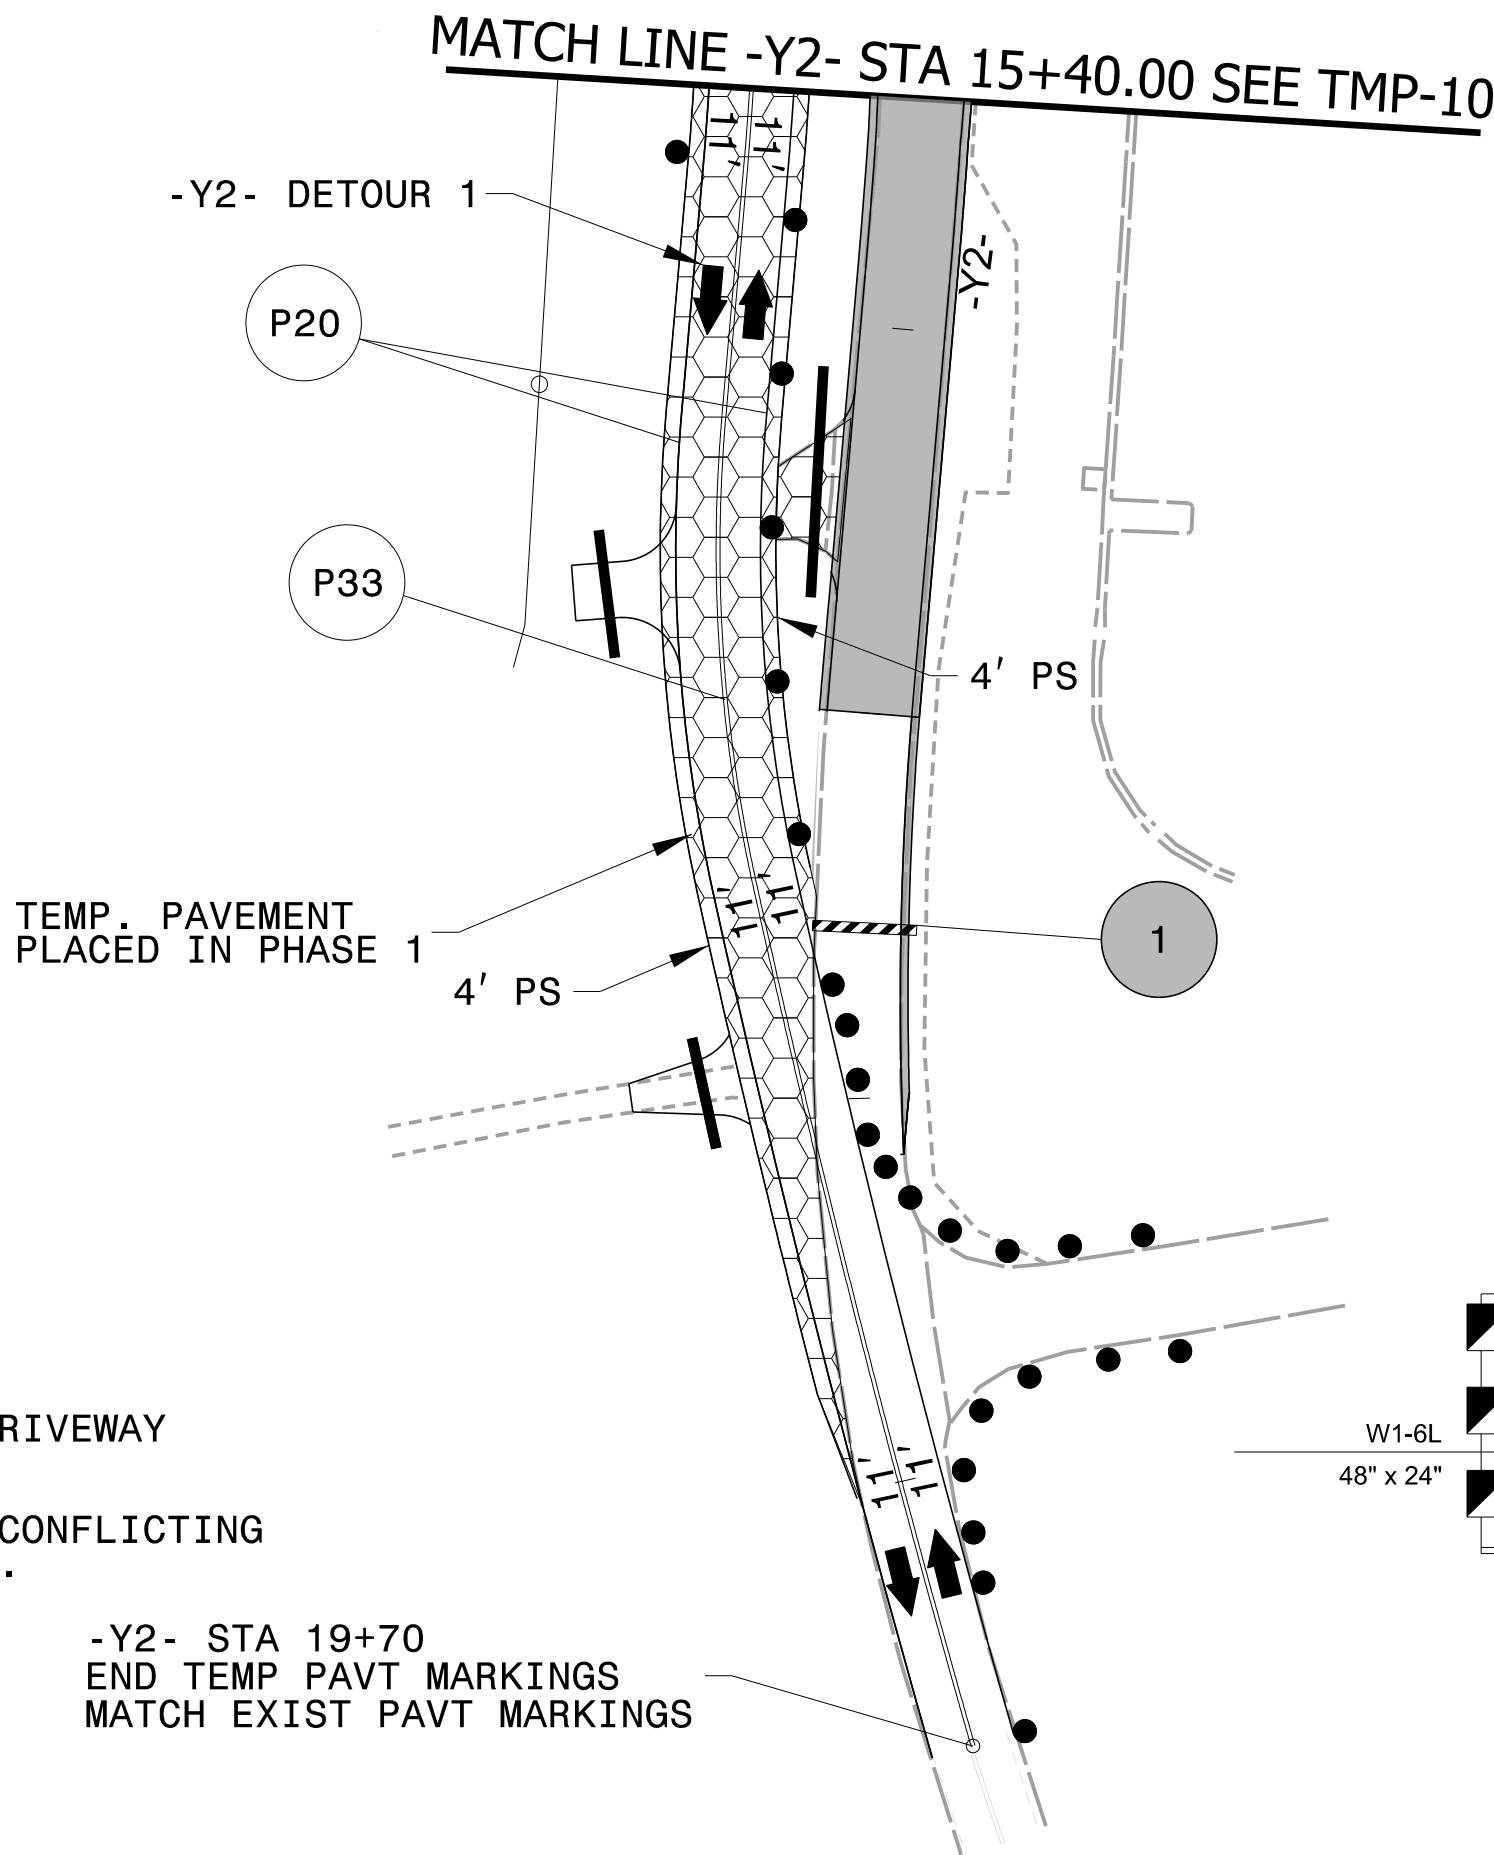 MATCH LINE -Y2- STA 15+40.00 SEE TMP-10
11'
11'
-Y2- DETOUR 1
-Y2-
P20
P33
4' PS
TEMP. PAVEMENT
PLACED IN PHASE 1
11'
11'
1
4' PS
RIVEWAY
W1-6L
48" x 24"
11'
11'
CONFLICTING
.
-Y2- STA 19+70
END TEMP PAVT MARKINGS
MATCH EXIST PAVT MARKINGS